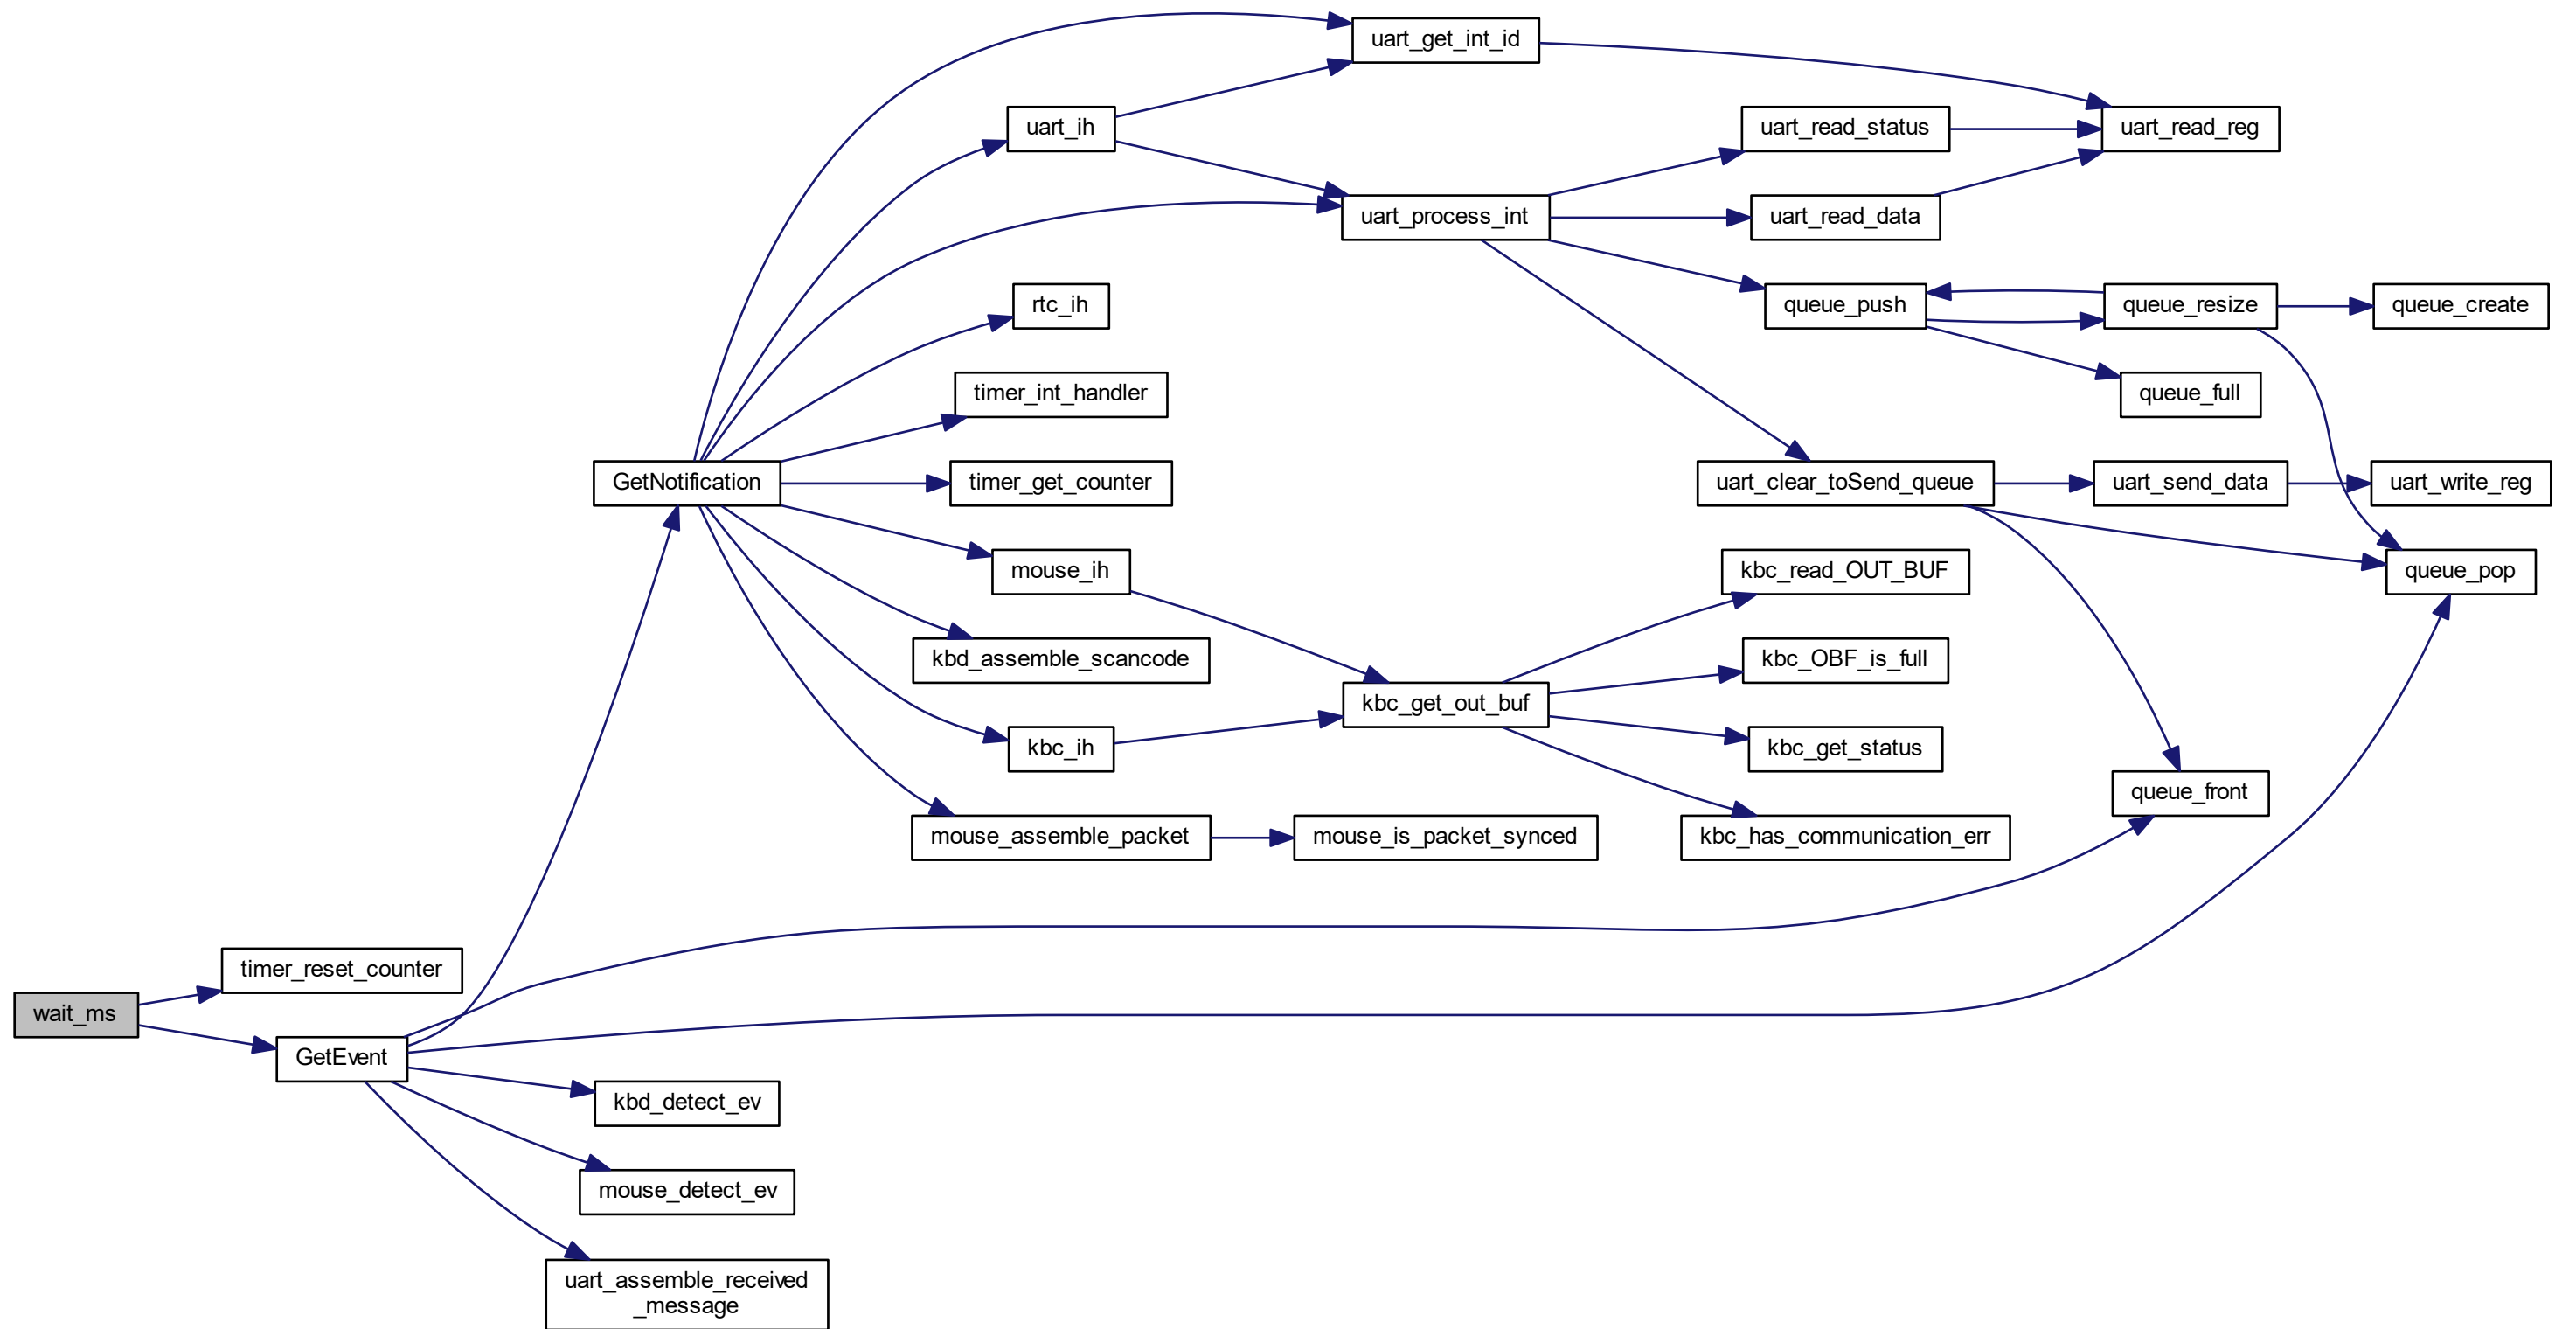 uart_get_int_id
uart_ih
uart_read_status
uart_read_reg
uart_process_int
uart_read_data
rtc_ih
queue_push
queue_resize
queue_create
timer_int_handler
queue_full
GetNotification
timer_get_counter
uart_clear_toSend_queue
uart_send_data
uart_write_reg
mouse_ih
kbc_read_OUT_BUF
queue_pop
kbd_assemble_scancode
kbc_OBF_is_full
kbc_get_out_buf
kbc_ih
kbc_get_status
queue_front
mouse_assemble_packet
mouse_is_packet_synced
kbc_has_communication_err
timer_reset_counter
wait_ms
GetEvent
kbd_detect_ev
mouse_detect_ev
uart_assemble_received
_message